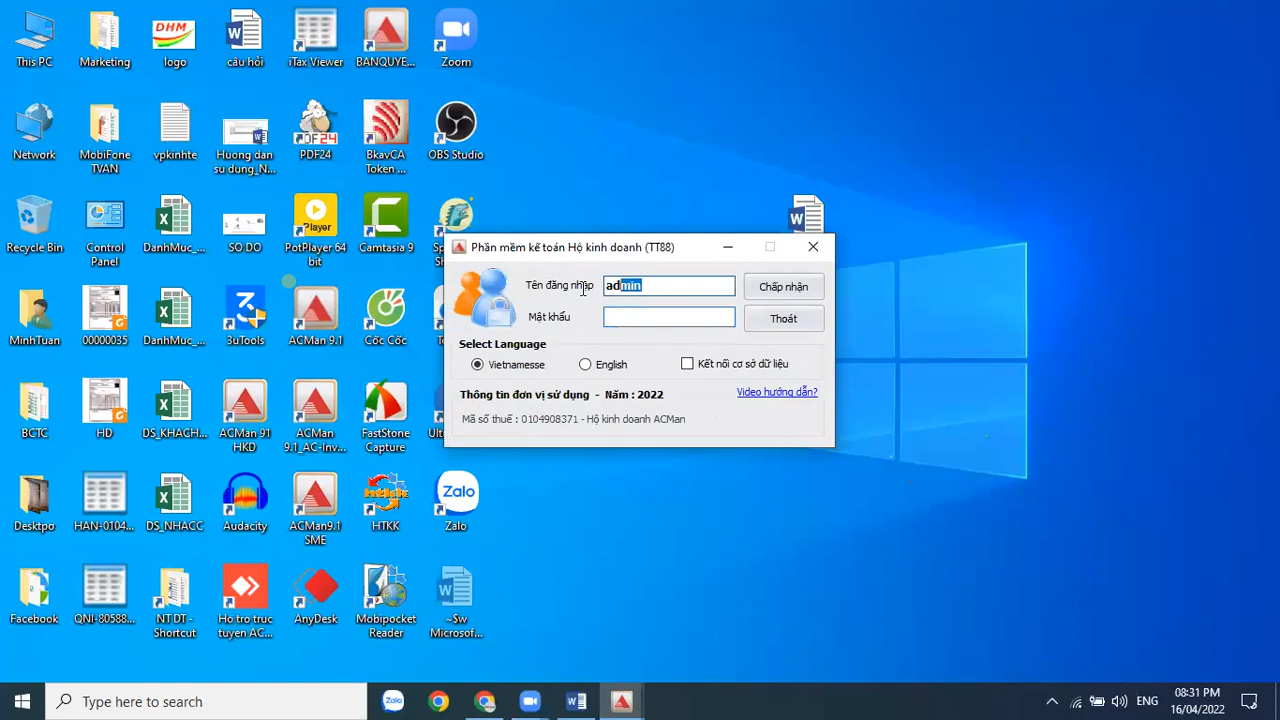 This PC
Marketing
DHM
logo
câu hỏi
iTax Viewer
BANQUYE...
Zoom
Network
MobiFone
TVAN
vpkinhte
Huong dan
su dung_N...
PDF24
BkavCA
Token ...
OBS Studio
Recycle Bin
Control
Panel
DanhMuc_...
SO DO
Player
PotPlayer 64
bit
Camtasia 9
MinhTuan
00000035
DanhMuc_...
3uTools
ACMan 9.1
Cốc Cốc
BCTC
HD
DS_KHACH...
ACMan 91
HKD
ACMan
9.1_AC-Inv...
FastStone
Capture
Desktpo
HAN-0104...
DS_NHACC
Audacity
ACMan9.1
SME
HTKK
Zalo
Zalo
Facebook
QNI-80588...
NT DT -
Shortcut
Ho tro truc
tuyen AC...
AnyDesk
Mobipocket
Reader
~$w
Microsof...
Phần mềm kế toán Hộ kinh doanh (TT88)
Tên đăng nhập
admin
Chấp nhận
Mật khẩu
Thoát
Select Language
Vietnamesse
English
Kết nối cơ sở dữ liệu
Thông tin đơn vị sử dụng - Năm : 2022
Video hướng dẫn?
Mã số thuế : 0104908371 - Hộ kinh doanh ACMan
Type here to search
Zalo
ENG
08:31 PM
16/04/2022